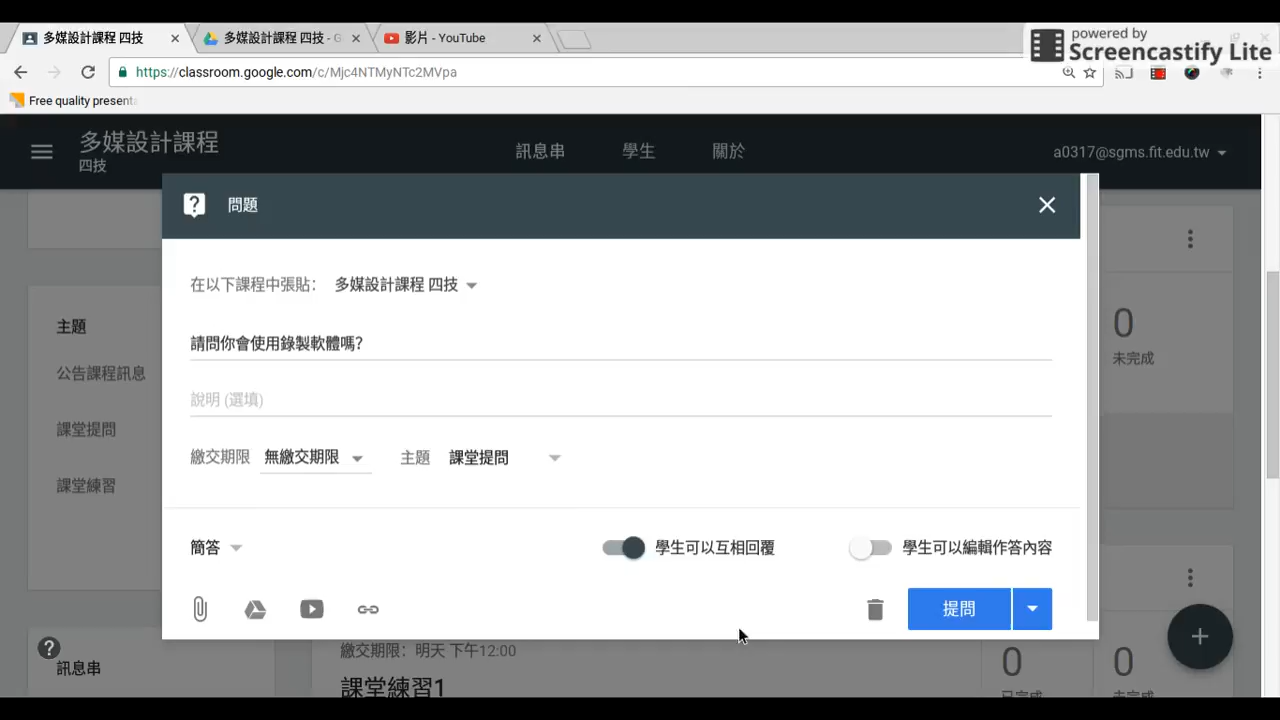 多媒設計課程 四技
多媒設計課程 四技 - G
影片 - YouTube
powered by
Screencastify Lite
https://classroom.google.com/c/Mjc4NTMyNTc2MVpa
Free quality present
多媒設計課程
四技
訊息串
學生
關於
a0317@sgms.fit.edu.tw
問題
在以下課程中張貼:
多媒設計課程 四技
請問你會使用錄製軟體嗎?
說明 (選填)
繳交期限
無繳交期限
主題
課堂提問
簡答
學生可以互相回覆
學生可以編輯作答內容
提問
主題
公告課程訊息
課堂提問
課堂練習
0
未完成
訊息串
繳交期限: 明天 下午12:00
課堂練習1
0
已完成
0
未完成